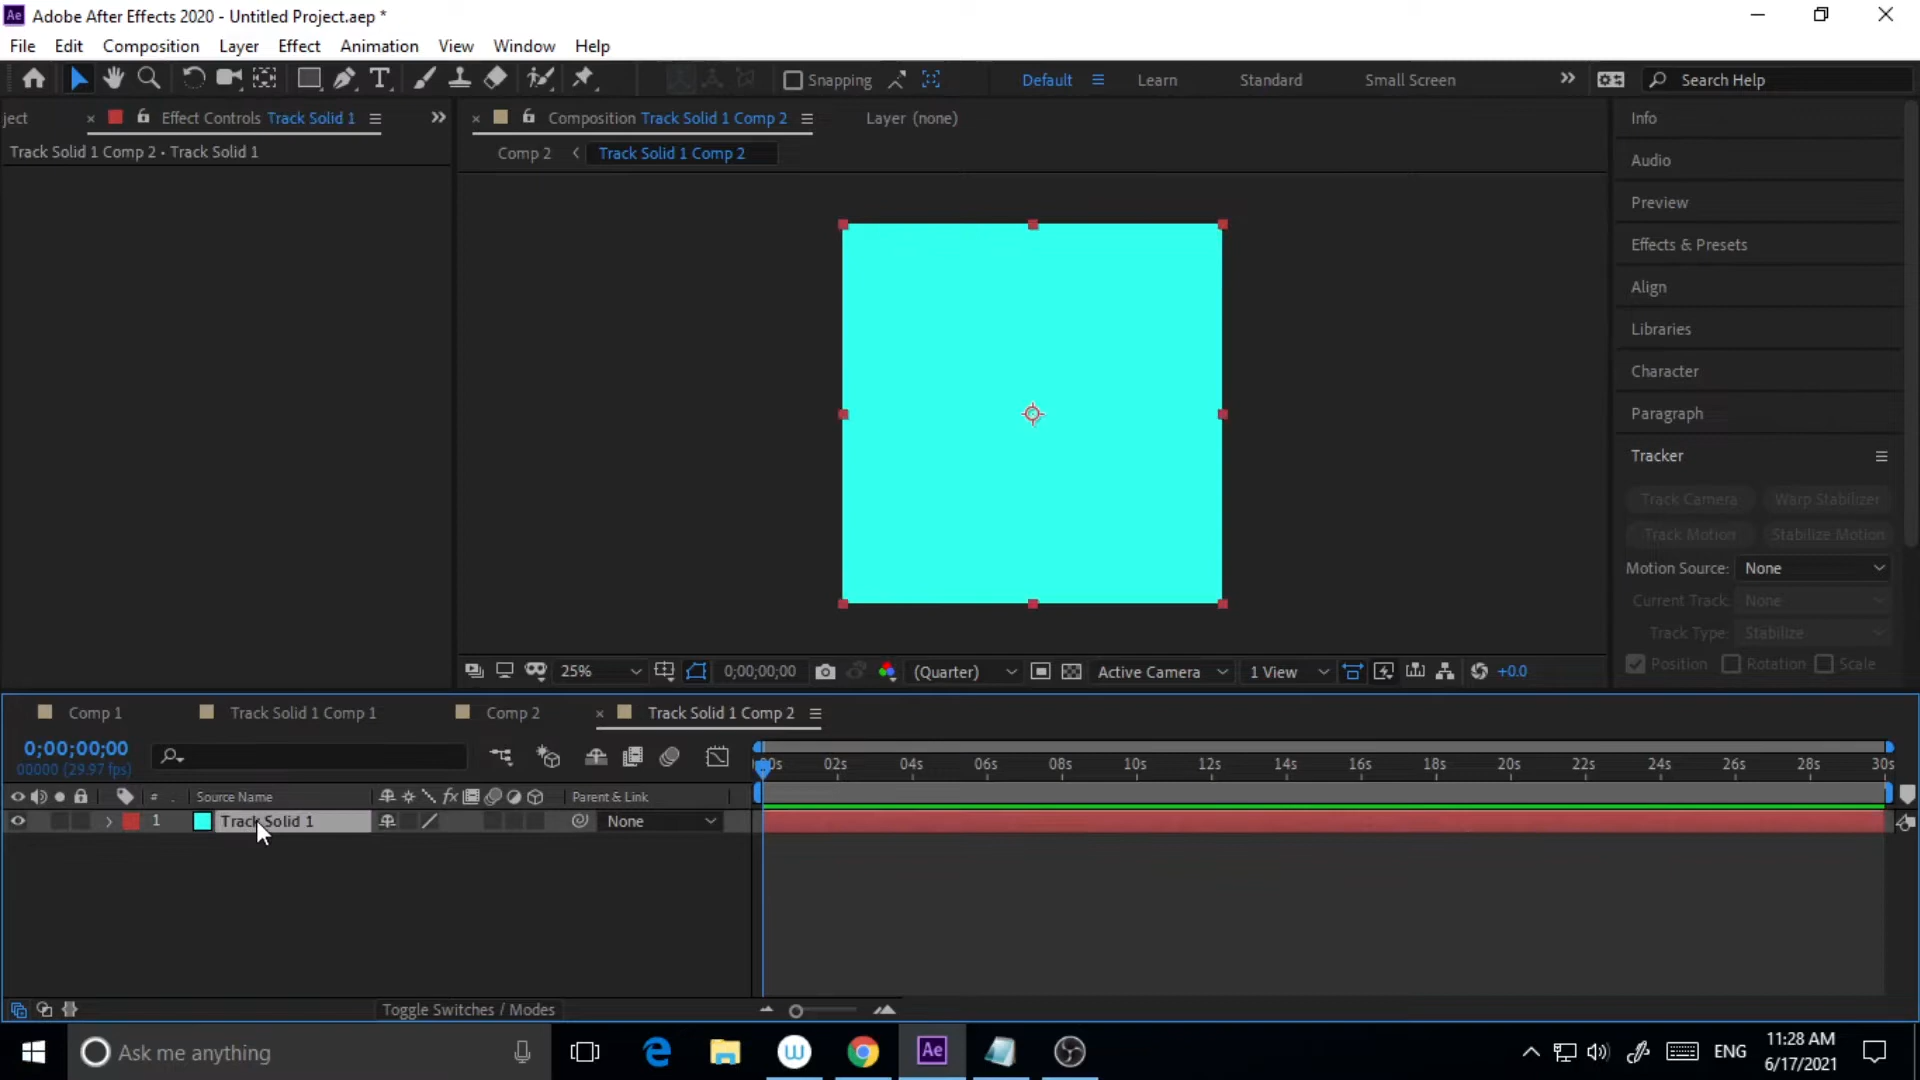 Ae Adobe After Effects 2020 - Untitled Project.aep *
File Edit Composition Layer Effect Animation View Window Help
Snapping Default Learn Standard Small Screen Search Help
ject Effect Controls Track Solid 1
Track Solid 1 Comp 2 • Track Solid 1
Composition Track Solid 1 Comp 2 Layer (none)
Comp 2 Track Solid 1 Comp 2
Info
Audio
Preview
Effects & Presets
Align
Libraries
Character
Paragraph
Tracker
Track Camera Warp Stabilizer
Track Motion Stabilize Motion
Motion Source: None
Current Track: None
Track Type: Stabilize
Position Rotation Scale
25% 0;00;00;00 (Quarter) Active Camera 1 View +0.0
Comp 1 Track Solid 1 Comp 1 Comp 2 Track Solid 1 Comp 2
0;00;00;00
00000 (29.97 fps)
00s 02s 04s 06s 08s 10s 12s 14s 16s 18s 20s 22s 24s 26s 28s 30s
# Source Name fx Parent & Link
1 Track Solid 1 None
Toggle Switches / Modes
Ask me anything
Ae
ENG
11:28 AM
6/17/2021